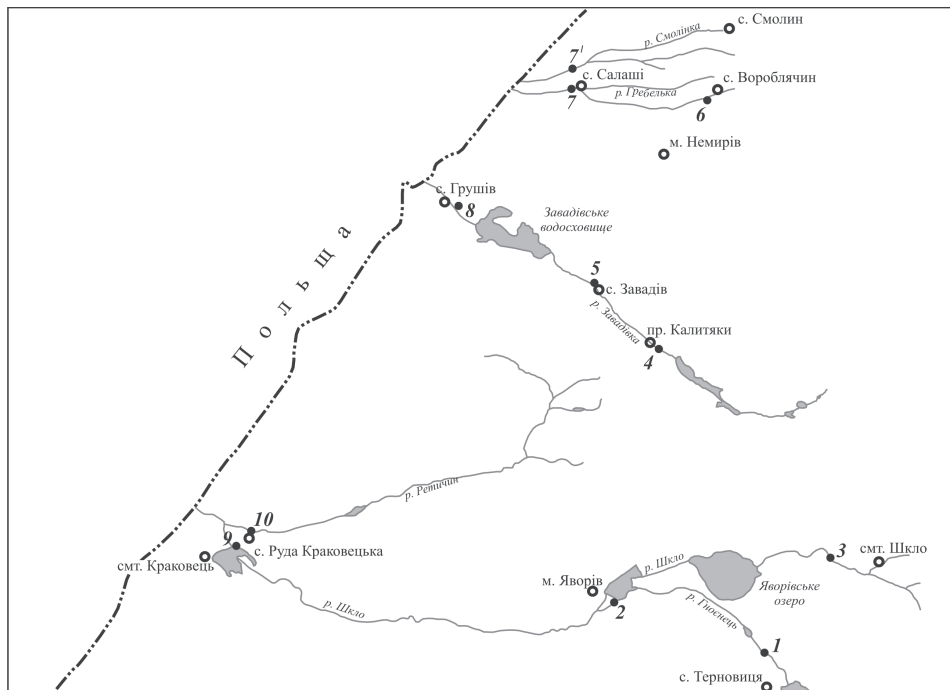 с. Смолин
р. Смолінка
7'
с. Салаші
с. Вороблячин
р. Гребелька
7
6
м. Немирів
с. Грушів
8
Завадівське
водосховище
Польща
5
с. Завадів
р. Завадівка
пр. Калитяки
4
р. Ретичин
10
9
с. Руда Краковецька
смт. Краковець
р. Шкло
м. Яворів
2
р. Шкло
3
смт. Шкло
Яворівське
озеро
р. Гноєнець
1
с. Терновиця